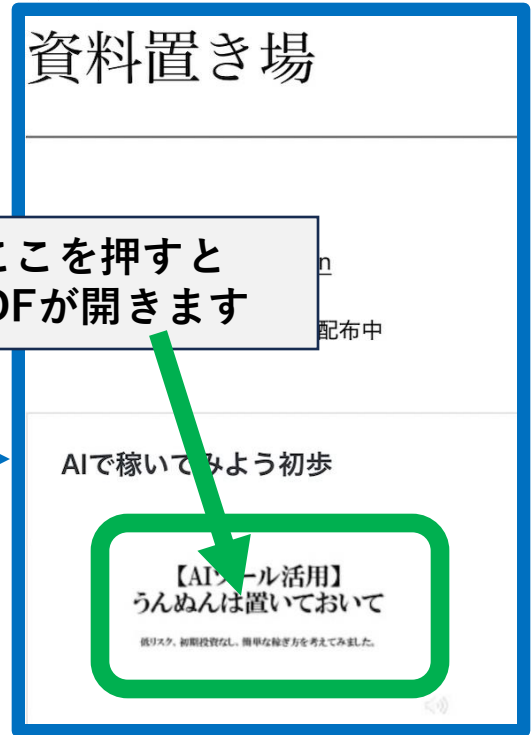 資料置き場
ここを押すと
DFが開きます
n
配布中
AIで稼いでみよう初歩
【AIツール活用】
うんぬんは置いておいて
低リスク、初期投資なし、簡単な稼ぎ方を考えてみました。